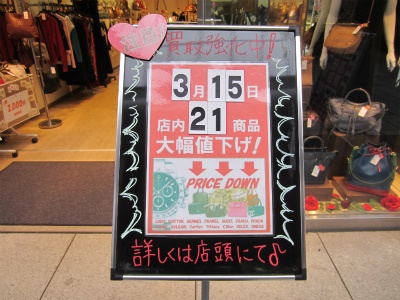 買取強化中!
3月15日
21
店内 商品
大幅値下げ!
PRICE DOWN
詳しくは店頭にて♪